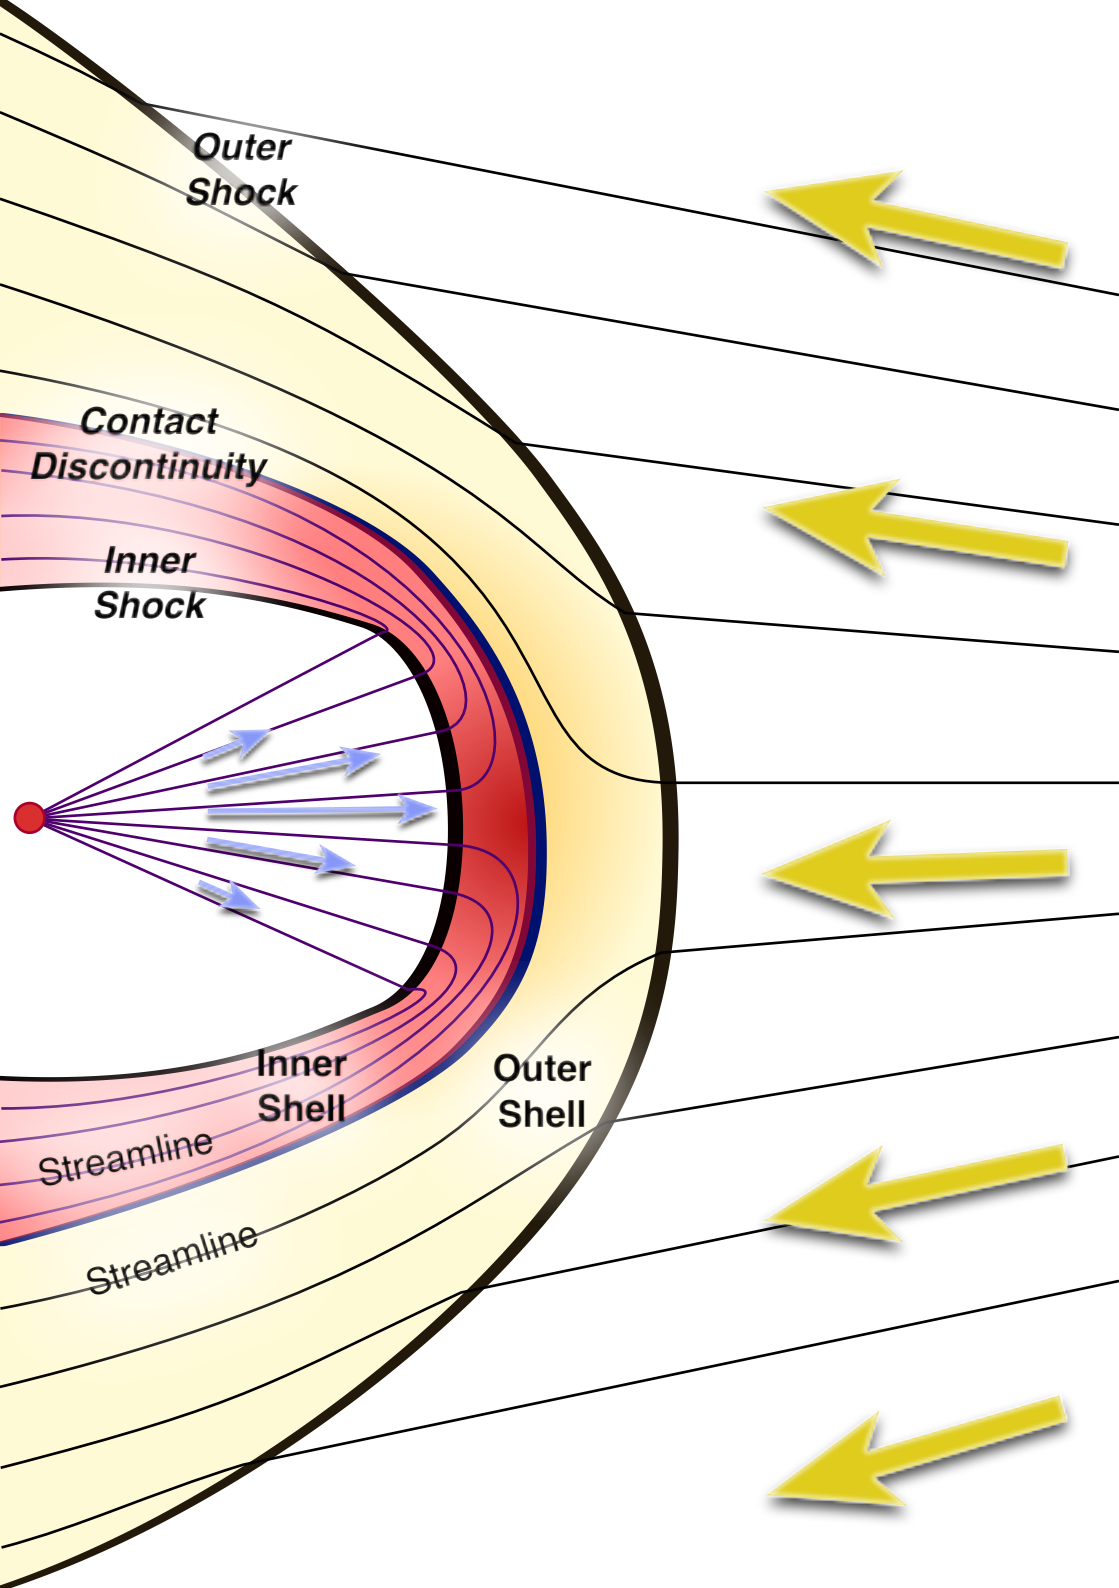 Outer
Shock
Contact
Discontinuity
Inner
Shock
Inner
Shell
Outer
Shell
Streamline
Streamline